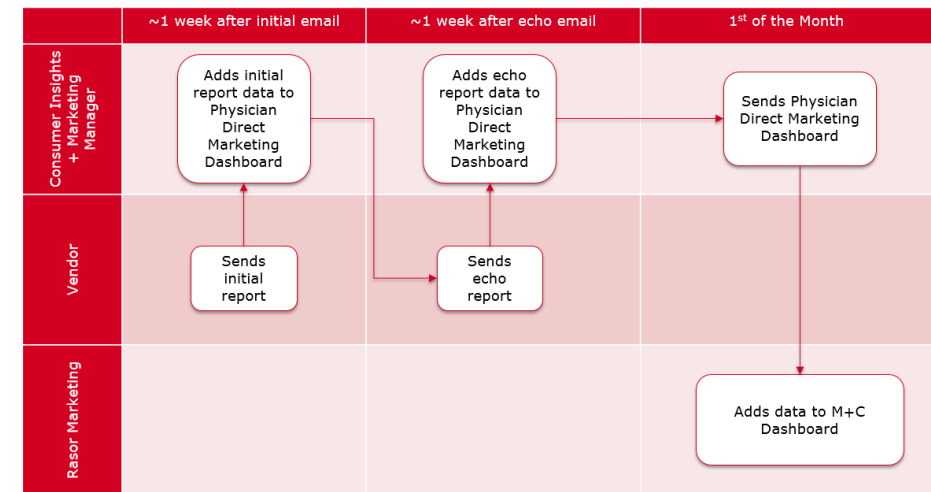 ~1 week after initial email
~1 week after echo email
1st of the Month
Consumer Insights
+ Marketing
Manager
Adds initial
report data to
Physician
Direct
Marketing
Dashboard
Adds echo
report data to
Physician
Direct
Marketing
Dashboard
Sends Physician
Direct Marketing
Dashboard
Vendor
Sends
initial
report
Sends
echo
report
Rasor Marketing
Adds data to M+C
Dashboard